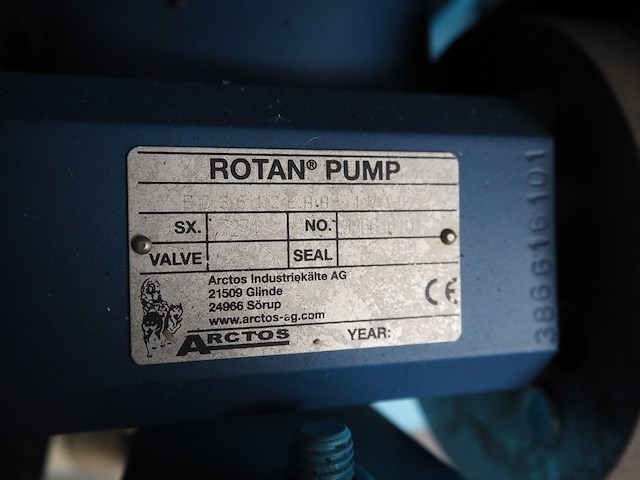 ROTAN® PUMP
SX. NO.
VALVE SEAL
Arctos Industriekälte AG
21509 Glinde
24966 Sörup
www.arctos-ag.com
CE
ARCTOS YEAR:
386616101